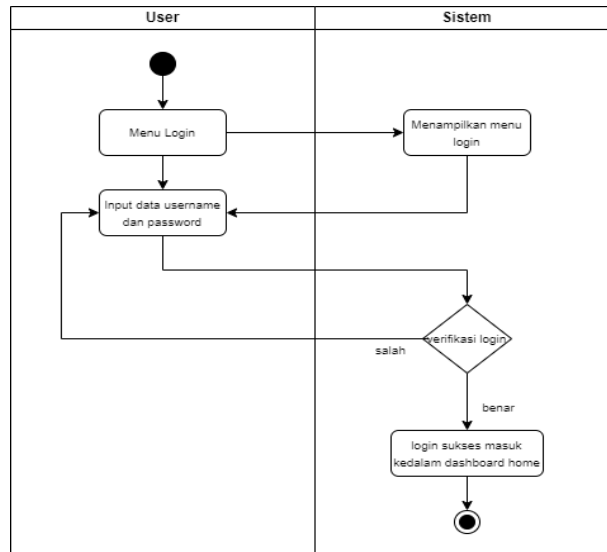 User
Sistem
Menu Login
Menampilkan menu
login
Input data username
dan password
verifikasi login
salah
benar
login sukses masuk
kedalam dashboard home